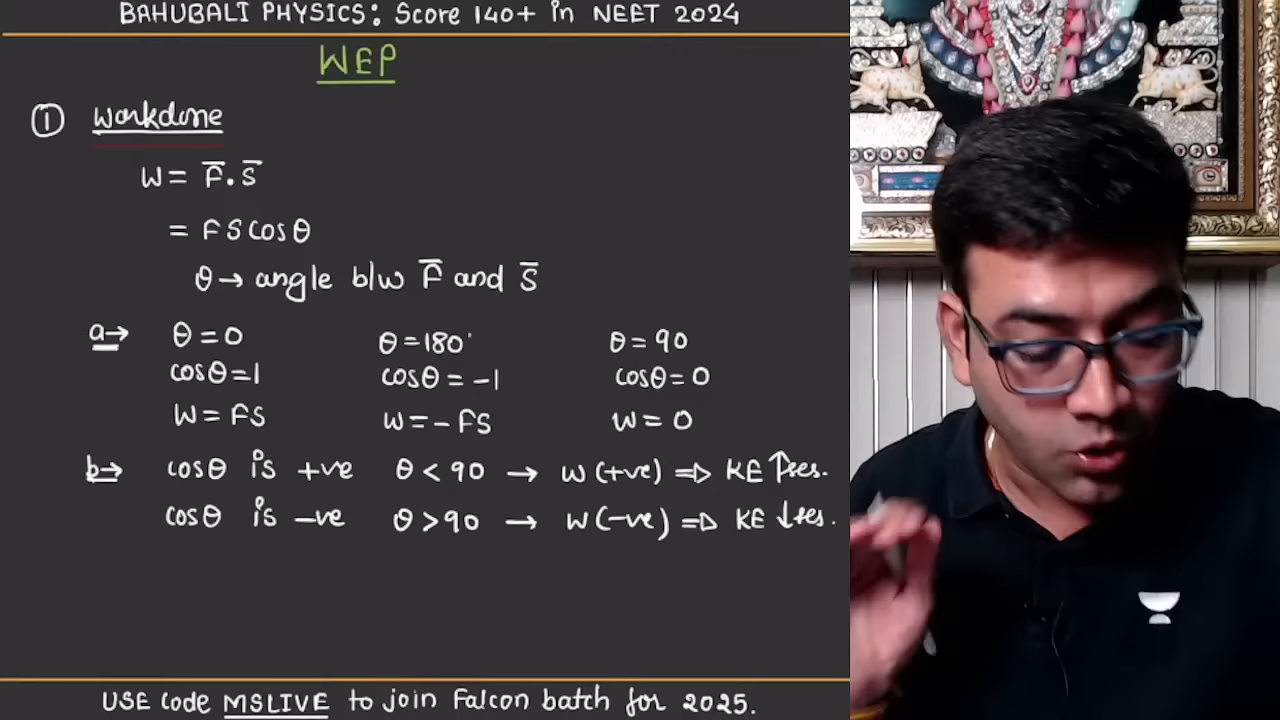 BAHUBALI PHYSICS: Score 140+ in NEET 2024
WEP
① Workdone
W = F̅.S̅
= FS cosθ
θ → angle b/w F̅ and S̅
a→ θ = 0 θ = 180° θ = 90
cosθ = 1 cosθ = -1 cosθ = 0
W = FS W = - FS W = 0
b→ cosθ is +ve θ < 90 → W (+ve) ⇒ KE ↑ses.
cosθ is -ve θ > 90 → W (-ve) ⇒ KE ↓ses.
USE Code MSLIVE to join Falcon batch for 2025.